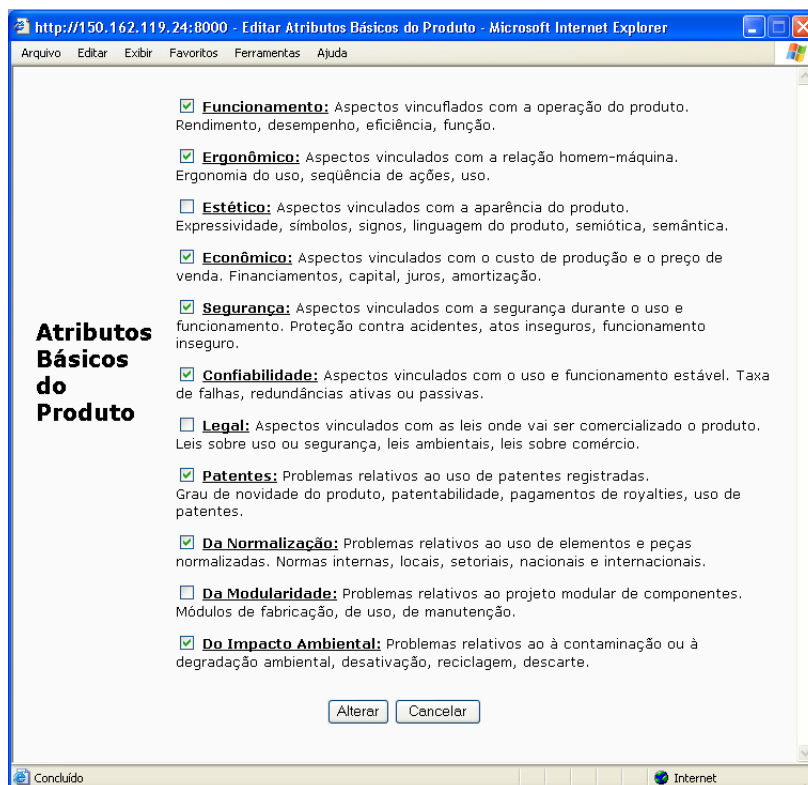 http://150.162.119.24:8000 - Editar Atributos Básicos do Produto - Microsoft Internet Explorer
Arquivo Editar Exibir Favoritos Ferramentas Ajuda
Atributos
Básicos
do
Produto
Funcionamento: Aspectos vincuflados com a operação do produto.
Rendimento, desempenho, eficiência, função.
Ergonômico: Aspectos vinculados com a relação homem-máquina.
Ergonomia do uso, seqüência de ações, uso.
Estético: Aspectos vinculados com a aparência do produto.
Expressividade, símbolos, signos, linguagem do produto, semiótica, semântica.
Econômico: Aspectos vinculados com o custo de produção e o preço de
venda. Financiamentos, capital, juros, amortização.
Segurança: Aspectos vinculados com a segurança durante o uso e
funcionamento. Proteção contra acidentes, atos inseguros, funcionamento
inseguro.
Confiabilidade: Aspectos vinculados com o uso e funcionamento estável. Taxa
de falhas, redundâncias ativas ou passivas.
Legal: Aspectos vinculados com as leis onde vai ser comercializado o produto.
Leis sobre uso ou segurança, leis ambientais, leis sobre comércio.
Patentes: Problemas relativos ao uso de patentes registradas.
Grau de novidade do produto, patentabilidade, pagamentos de royalties, uso de
patentes.
Da Normalização: Problemas relativos ao uso de elementos e peças
normalizadas. Normas internas, locais, setoriais, nacionais e internacionais.
Da Modularidade: Problemas relativos ao projeto modular de componentes.
Módulos de fabricação, de uso, de manutenção.
Do Impacto Ambiental: Problemas relativos ao à contaminação ou à
degradação ambiental, desativação, reciclagem, descarte.
Alterar Cancelar
Concluído Internet